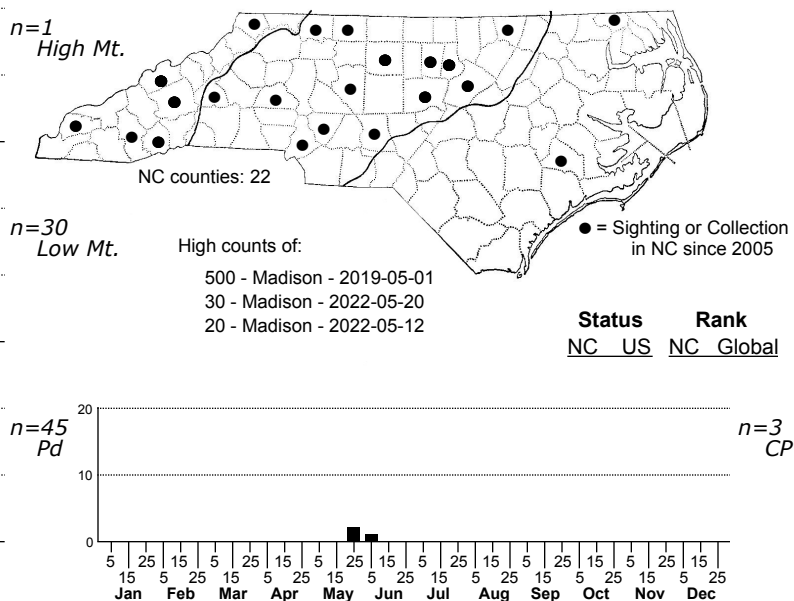 n=1
High Mt.
NC counties: 22
n=30
Low Mt.
High counts of:
500 - Madison - 2019-05-01
30 - Madison - 2022-05-20
20 - Madison - 2022-05-12
● = Sighting or Collection
in NC since 2005
Status Rank
NC US NC Global
n=45
Pd
n=3
CP
20
10
0
5 25 15 5 25 15 5 25 15 5 25 15 5 25 15 5 25 15
15 5 25 15 5 25 15 5 25 15 5 25 15 5 25 15 5 25
Jan Feb Mar Apr May Jun Jul Aug Sep Oct Nov Dec